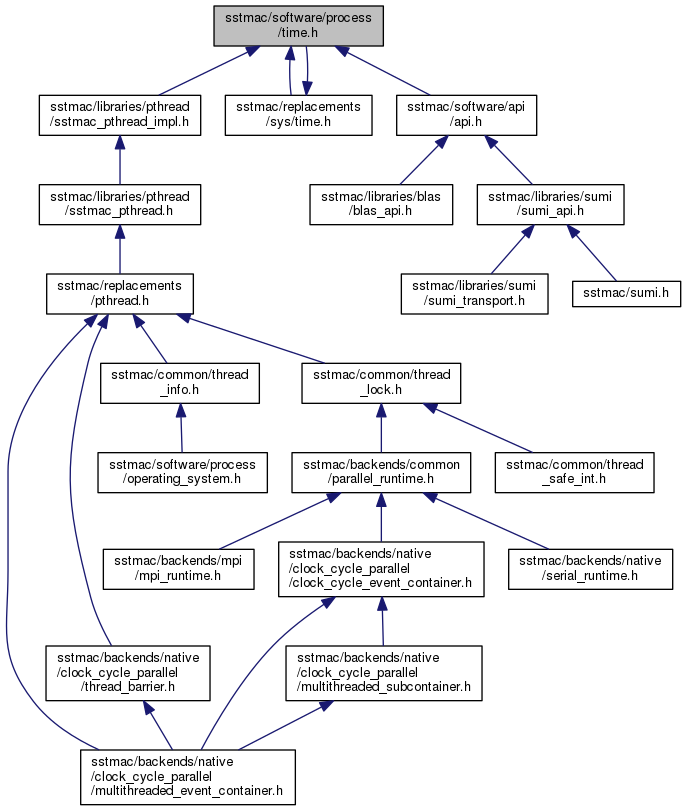 sstmac/software/process
/time.h
sstmac/libraries/pthread
/sstmac_pthread_impl.h
sstmac/replacements
/sys/time.h
sstmac/software/api
/api.h
sstmac/libraries/pthread
/sstmac_pthread.h
sstmac/libraries/blas
/blas_api.h
sstmac/libraries/sumi
/sumi_api.h
sstmac/replacements
/pthread.h
sstmac/libraries/sumi
/sumi_transport.h
sstmac/sumi.h
sstmac/common/thread
_info.h
sstmac/common/thread
_lock.h
sstmac/software/process
/operating_system.h
sstmac/backends/common
/parallel_runtime.h
sstmac/common/thread
_safe_int.h
sstmac/backends/mpi
/mpi_runtime.h
sstmac/backends/native
/clock_cycle_parallel
/clock_cycle_event_container.h
sstmac/backends/native
/serial_runtime.h
sstmac/backends/native
/clock_cycle_parallel
/thread_barrier.h
sstmac/backends/native
/clock_cycle_parallel
/multithreaded_subcontainer.h
sstmac/backends/native
/clock_cycle_parallel
/multithreaded_event_container.h